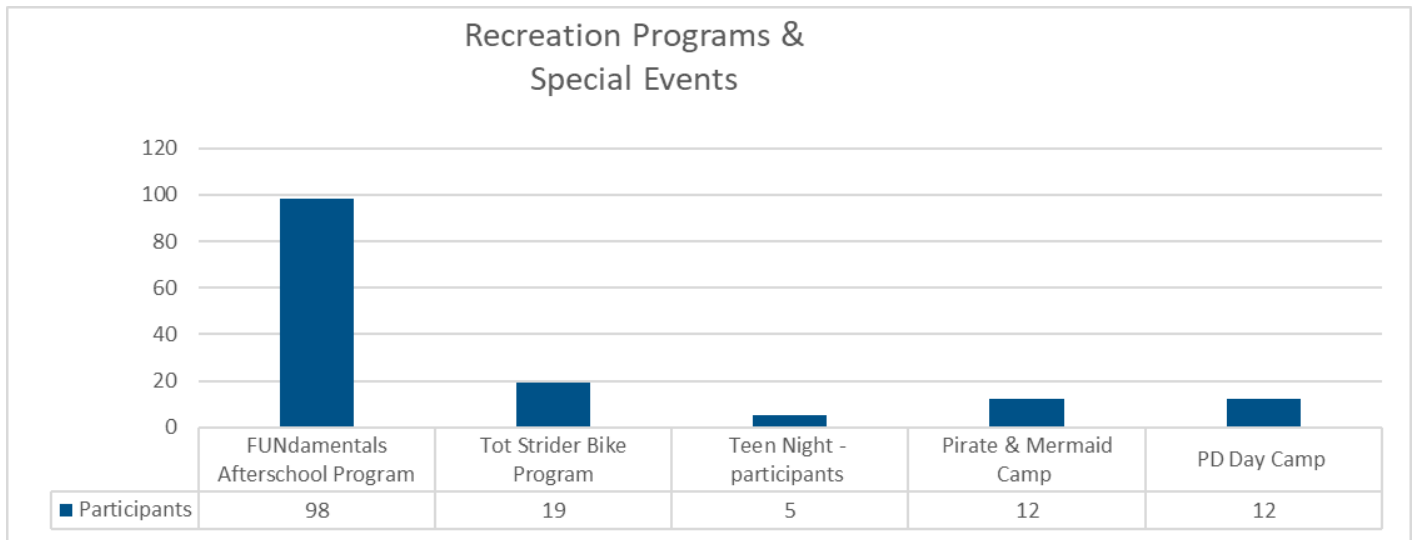 Recreation Programs &
Special Events
120
100
80
60
40
20
0
FUNdamentals
Afterschool Program
Tot Strider Bike
Program
Teen Night -
participants
Pirate & Mermaid
Camp
PD Day Camp
Participants 98 19 5 12 12